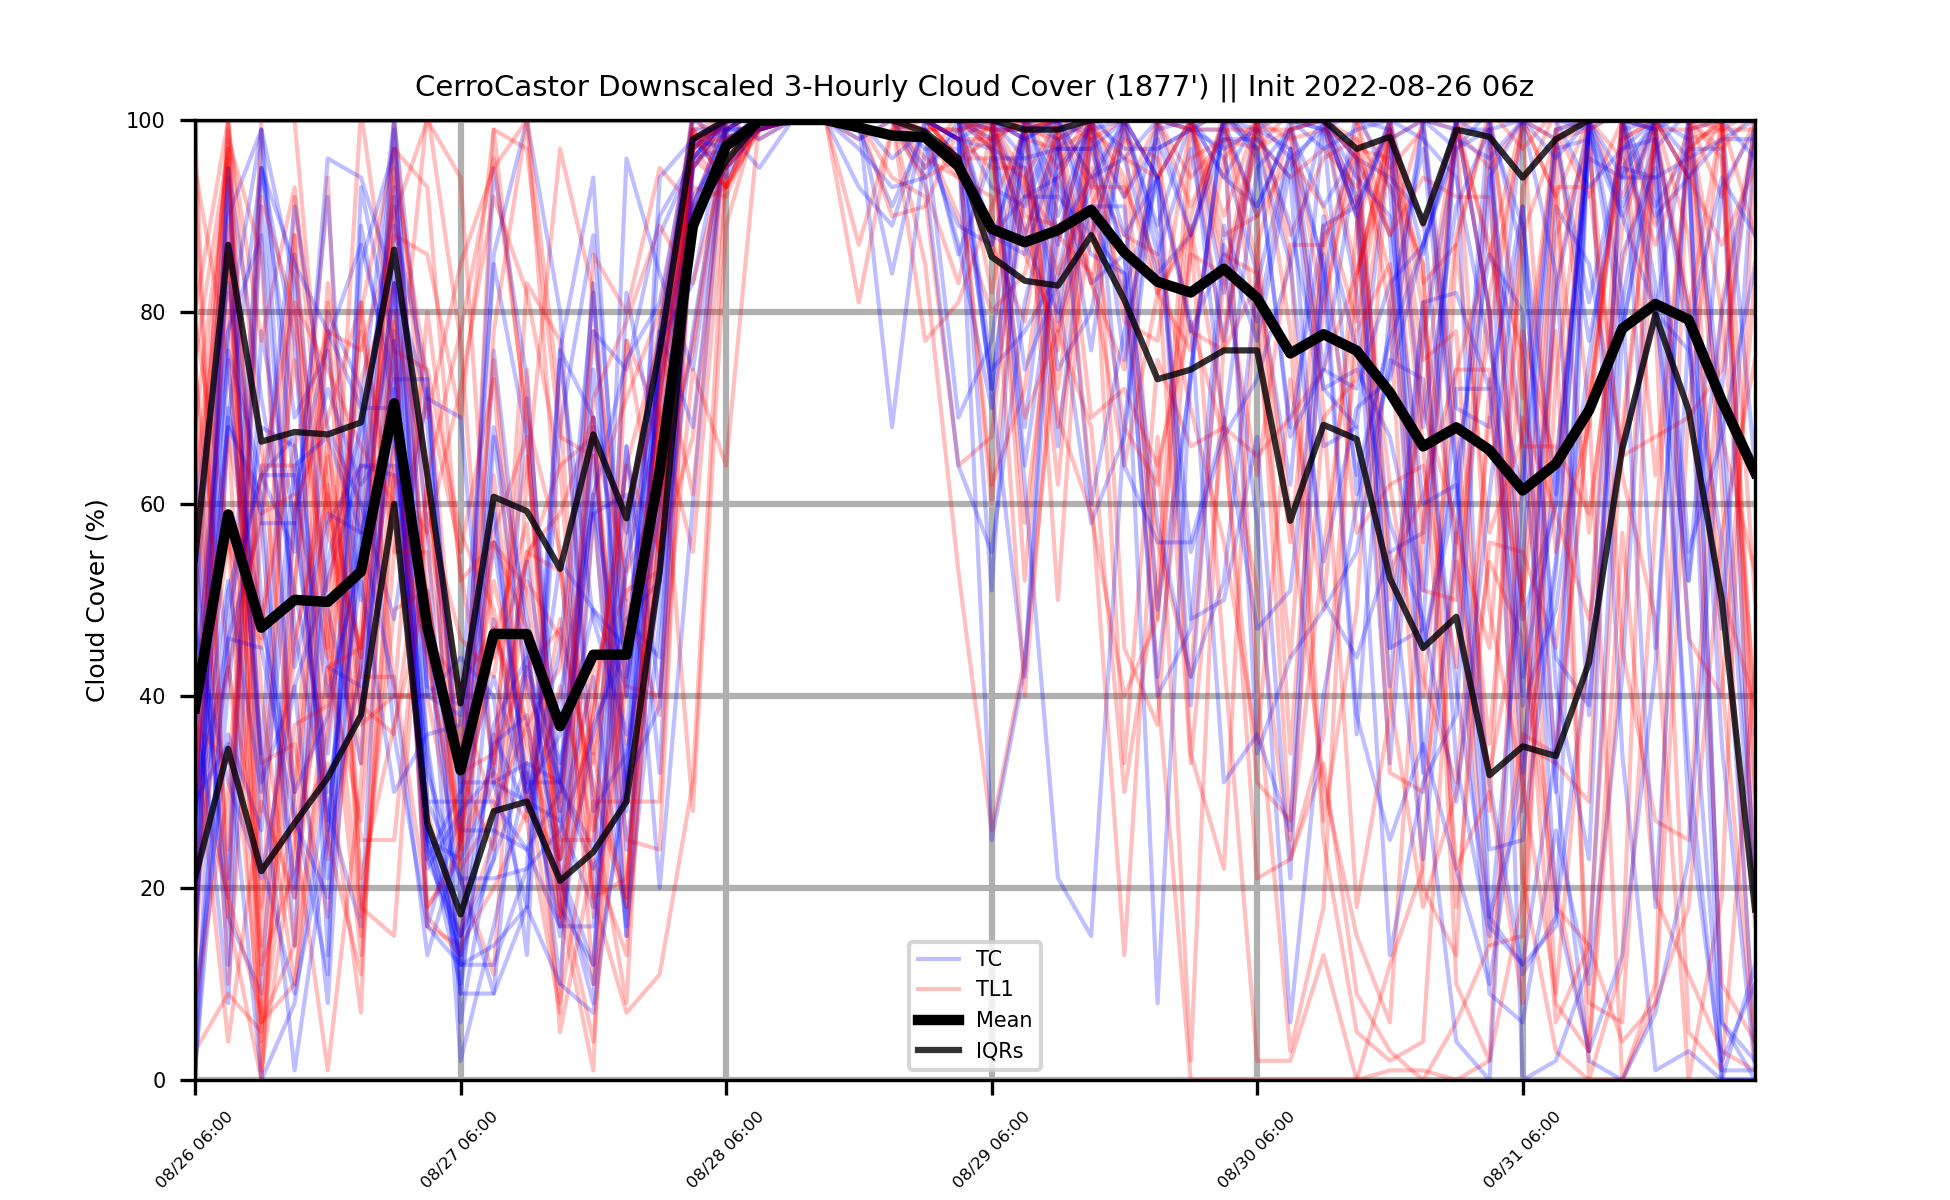 CerroCastor Downscaled 3-Hourly Cloud Cover (1877') || Init 2022-08-26 06z
Cloud Cover (%)
100
80
60
40
20
0
TC
TL1
Mean
IQRs
08/26 06:00
08/27 06:00
08/28 06:00
08/29 06:00
08/30 06:00
08/31 06:00